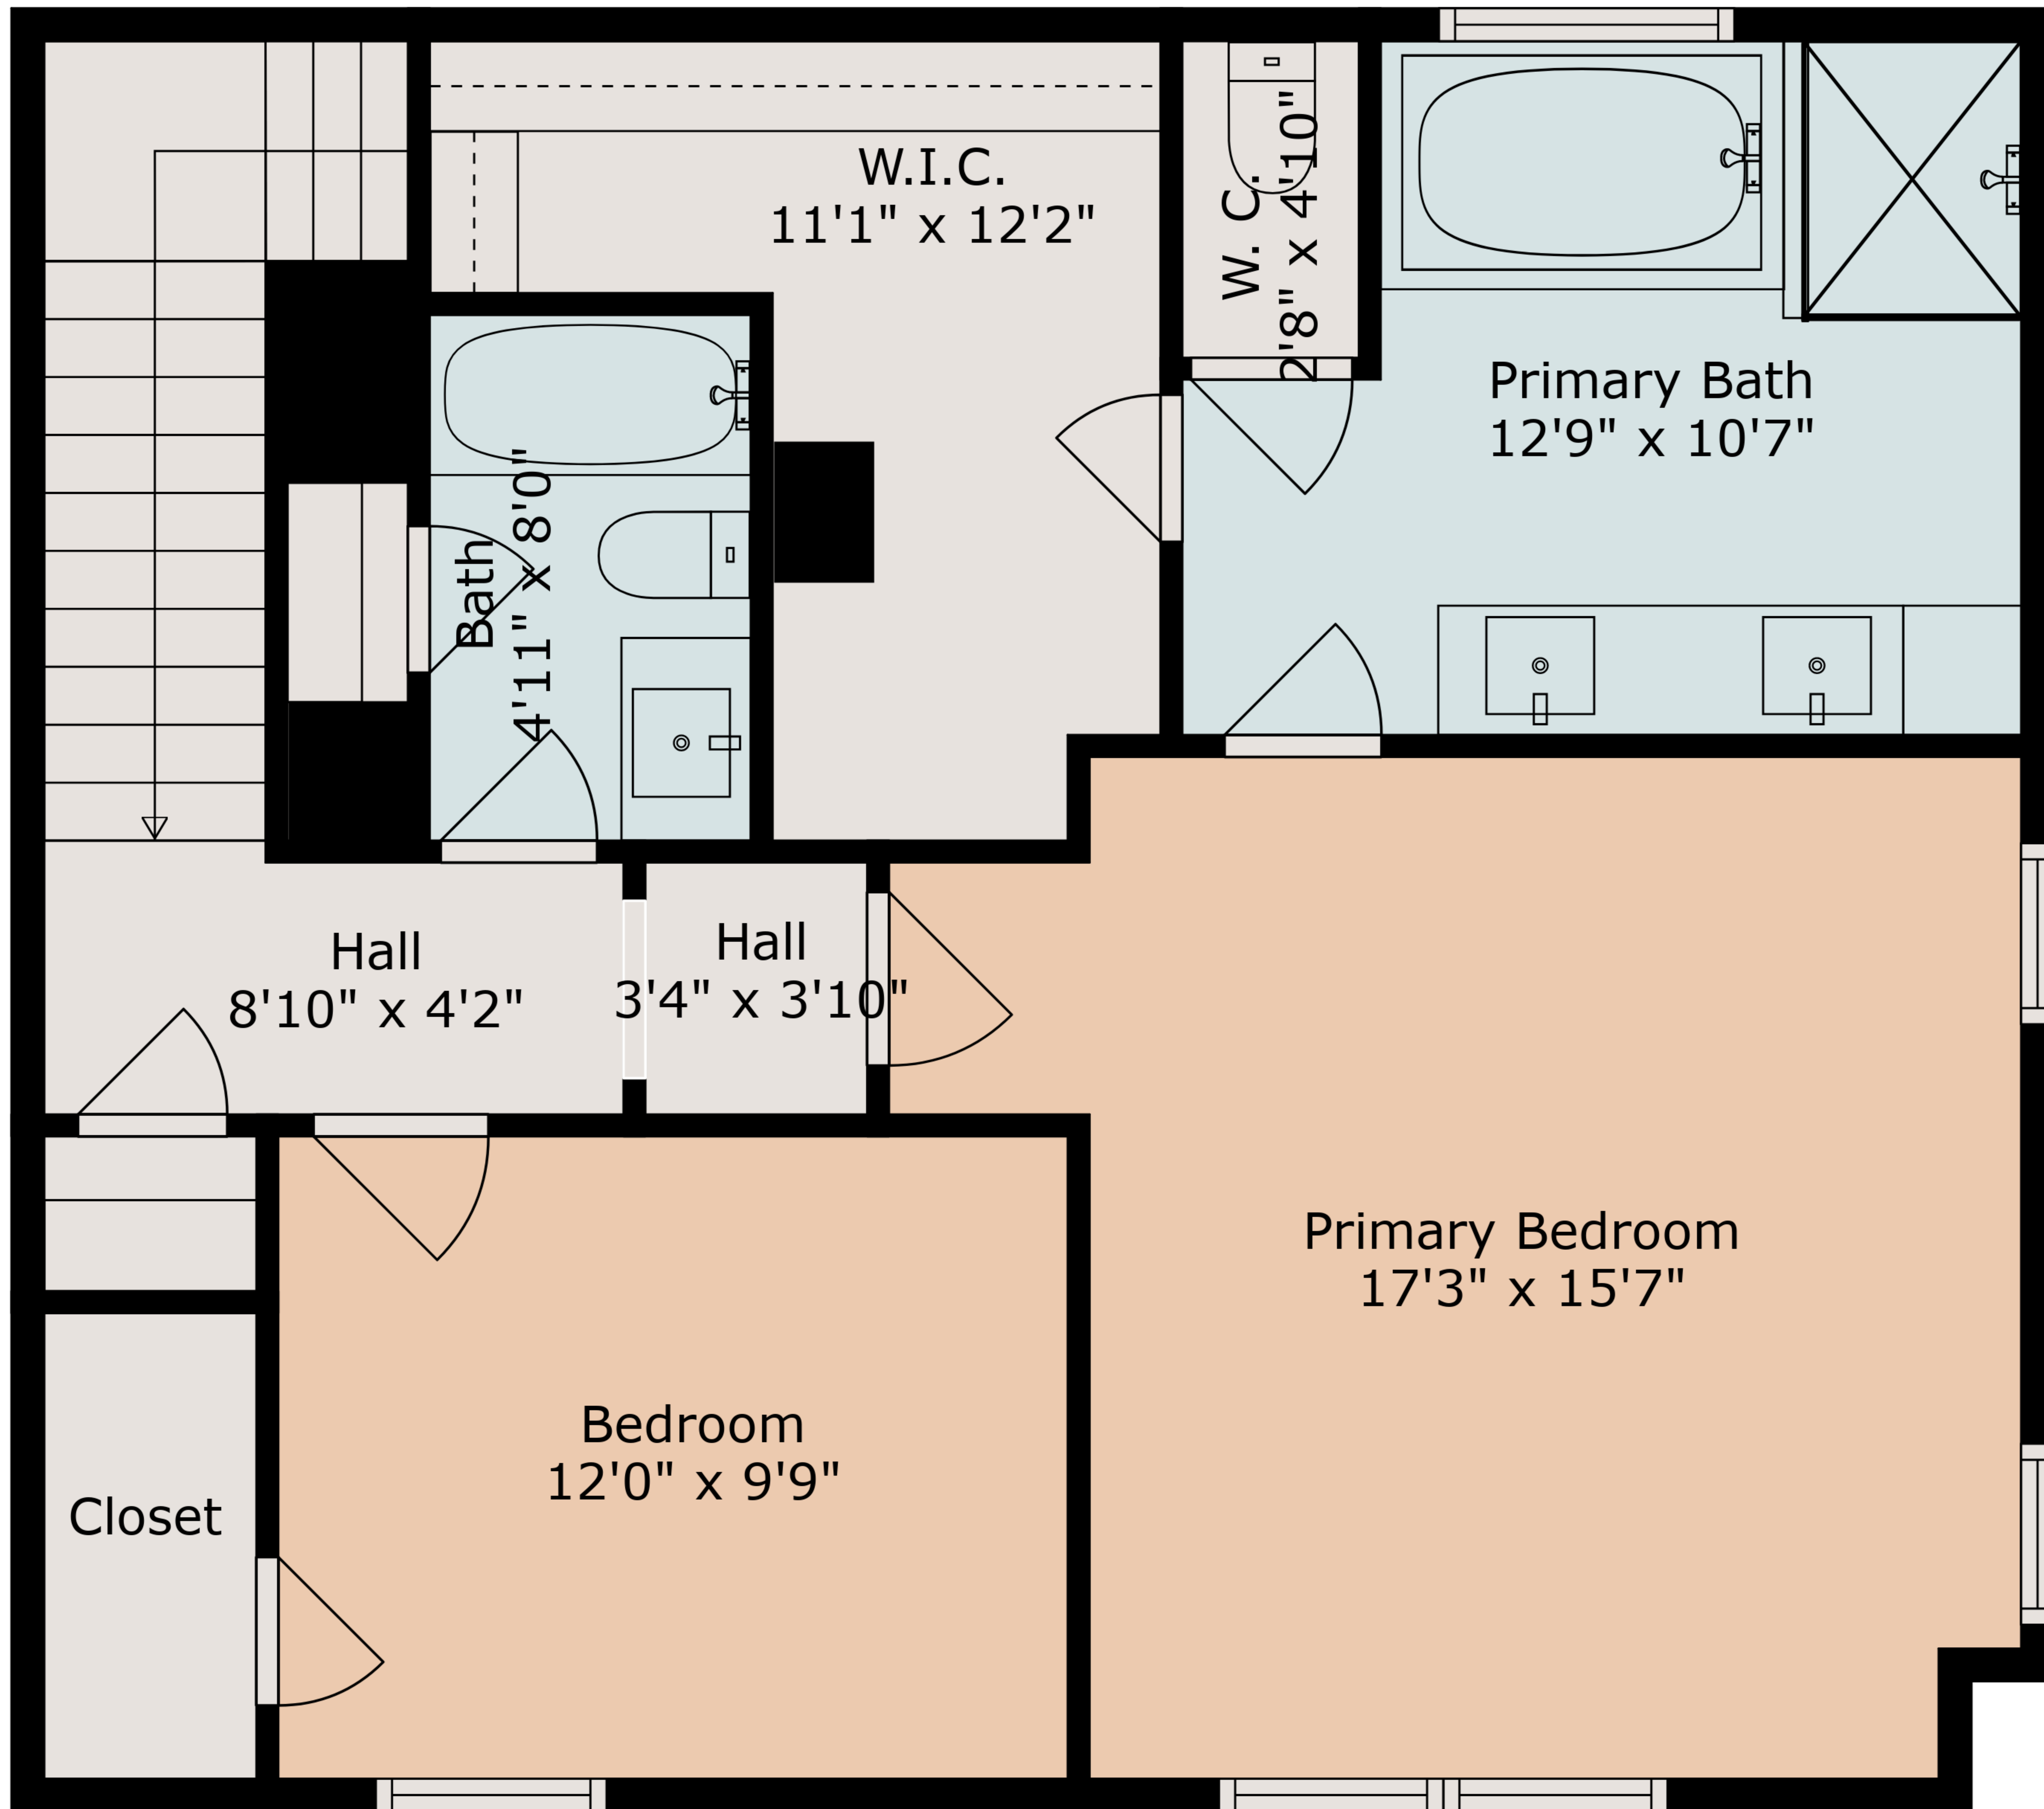 W.I.C.
11'1" x 12'2"
W. C.
2'8" x 4'10"
Primary Bath
12'9" x 10'7"
Bath
4'11" x 8'0"
Hall
8'10" x 4'2"
Hall
3'4" x 3'10"
Primary Bedroom
17'3" x 15'7"
Bedroom
12'0" x 9'9"
Closet